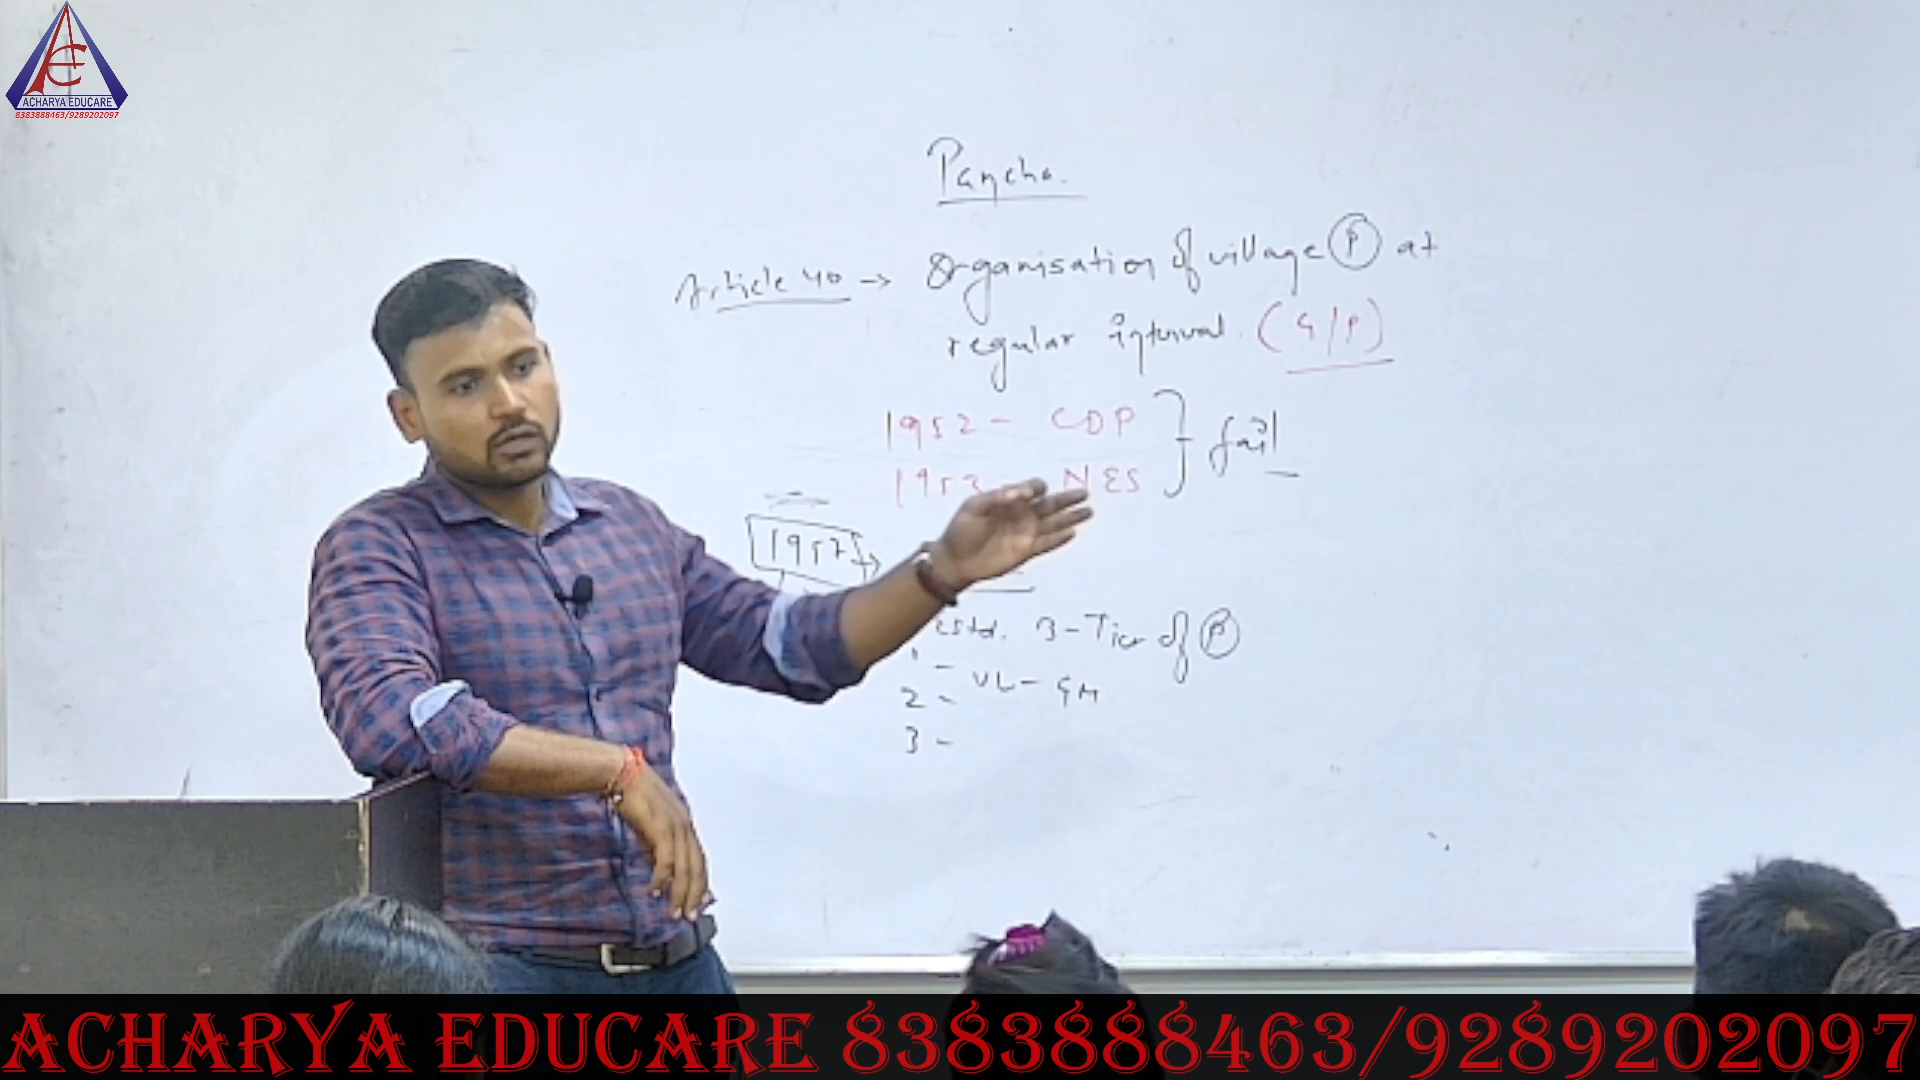 ACHARYA EDUCARE
8383888463/9289202097
Pancha.
Article 40 → Organisation of village (P) at
regular interval. (G/P)
1952 - CDP } fail
1953 NES
1957 →
Estd. 3-Tier of (P)
1 -
2 - VL - GM
3 -
ACHARYA EDUCARE 8383888463/9289202097